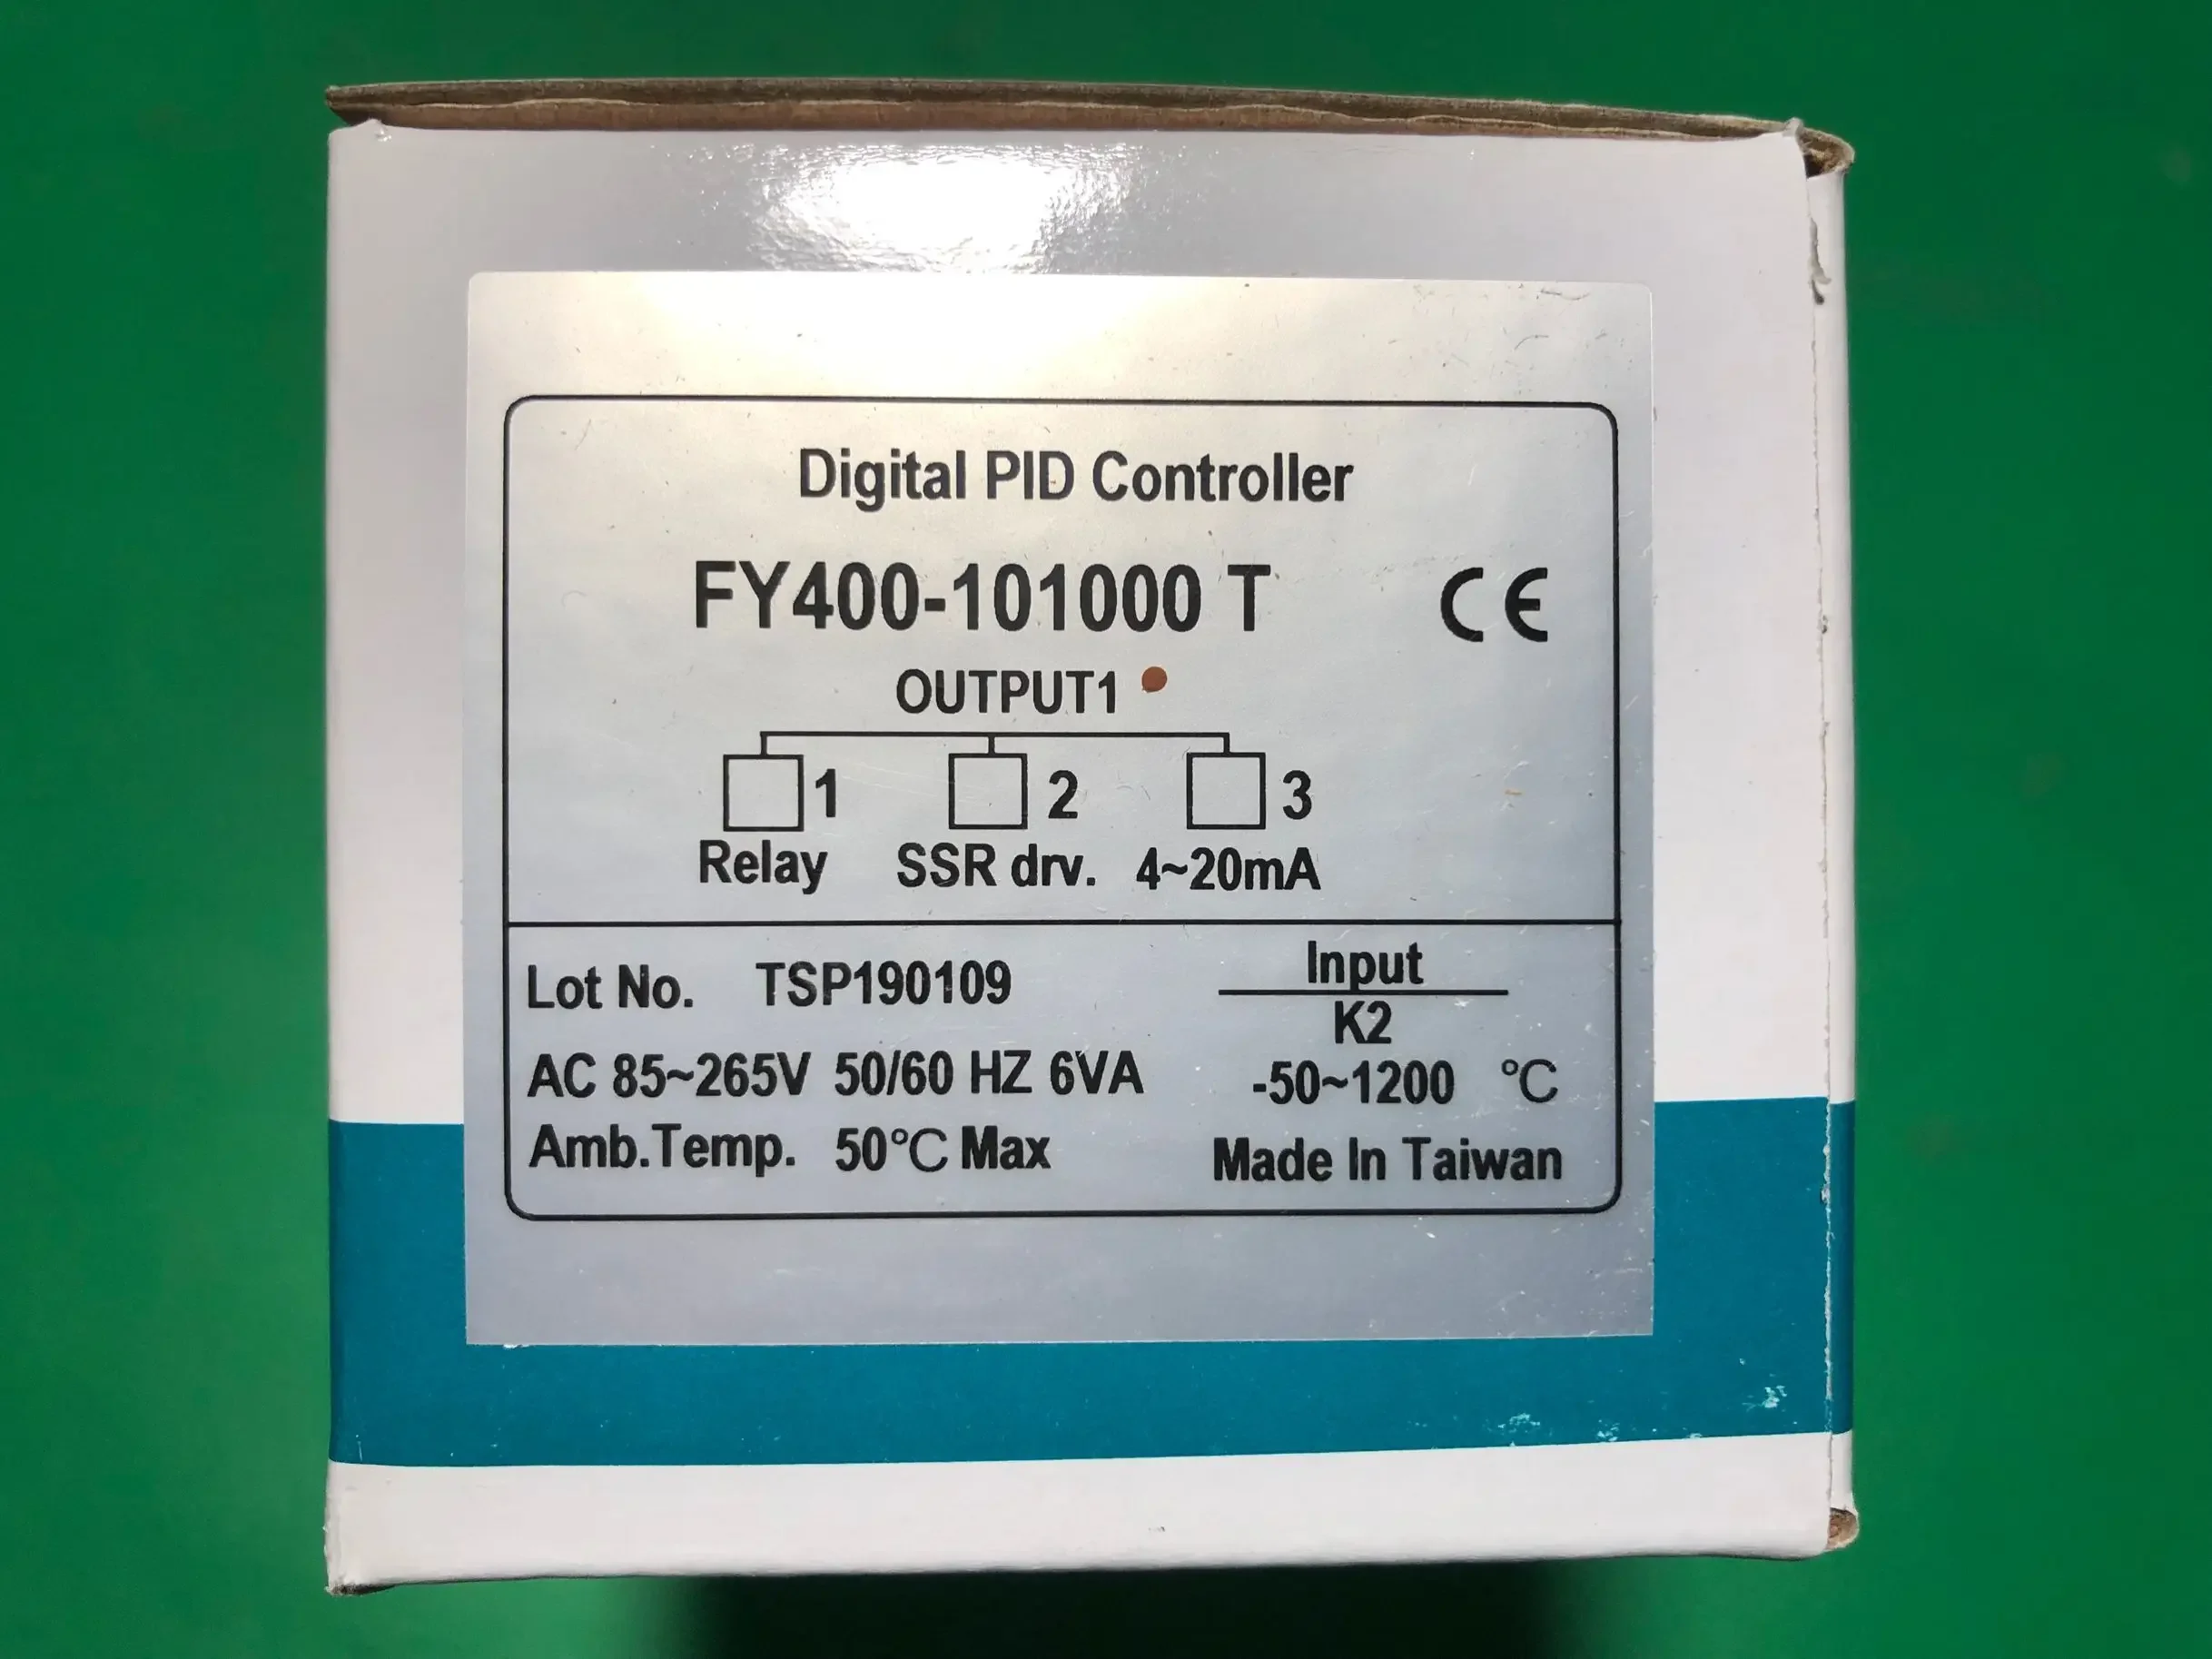 Digital PID Controller
FY400-101000 T CE
OUTPUT1
1 2 3
Relay SSR drv. 4~20mA
Lot No. TSP190109
Input
K2
AC 85~265V 50/60 HZ 6VA
-50~1200 °C
Amb.Temp. 50°C Max
Made In Taiwan